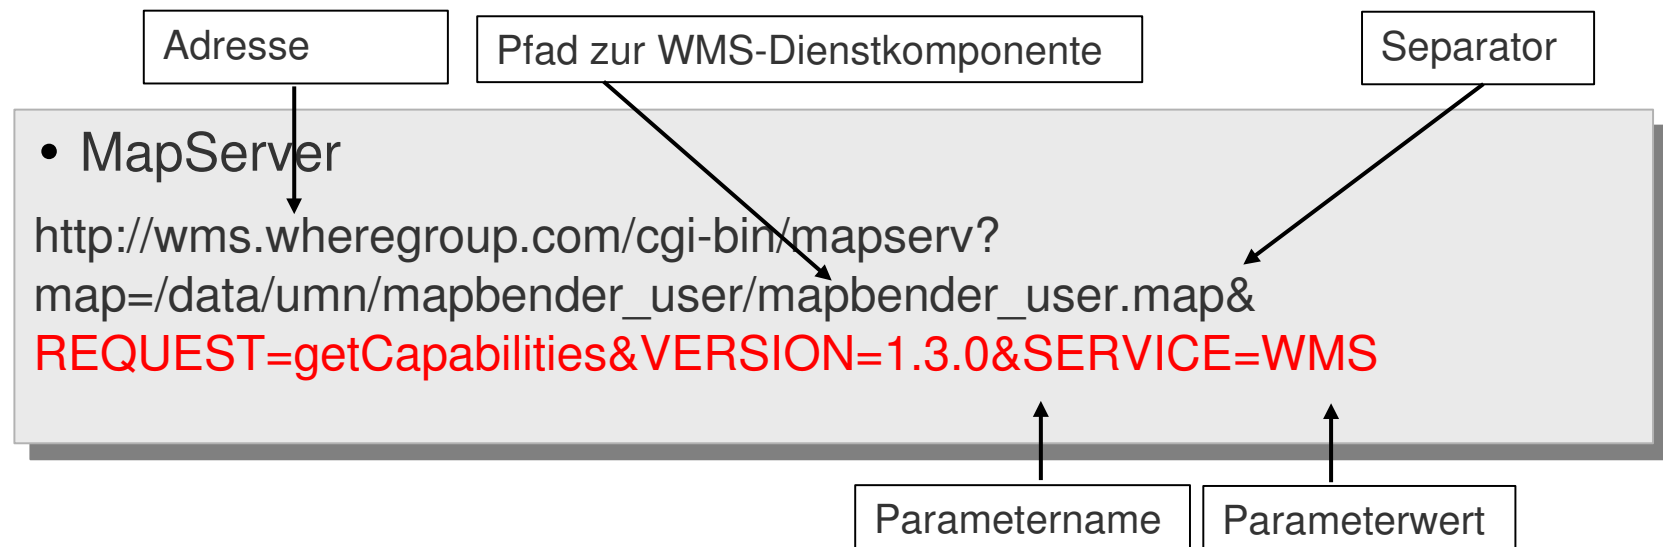 Adresse
Pfad zur WMS-Dienstkomponente
Separator
• MapServer
http://wms.wheregroup.com/cgi-bin/mapserv?
map=/data/umn/mapbender_user/mapbender_user.map&
REQUEST=getCapabilities&VERSION=1.3.0&SERVICE=WMS
Parametername
Parameterwert